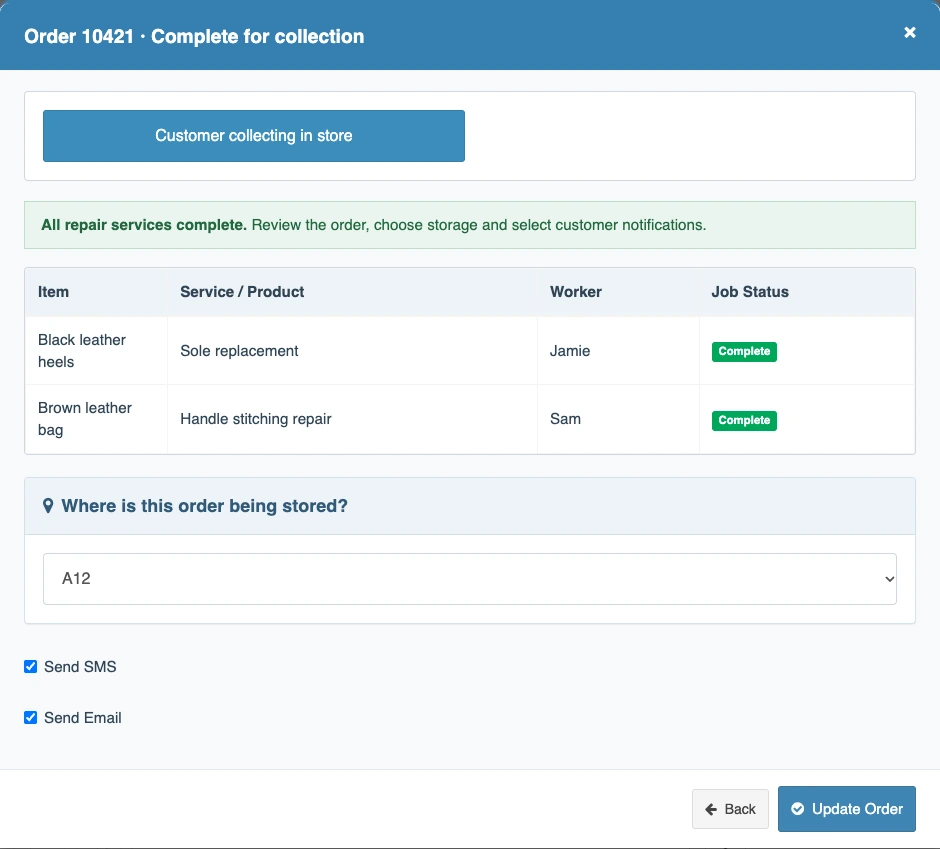 Order 10421 · Complete for collection
×
Customer collecting in store
All repair services complete. Review the order, choose storage and select customer notifications.
Item Service / Product Worker Job Status
Black leather
heels
Sole replacement Jamie Complete
Brown leather
bag
Handle stitching repair Sam Complete
Where is this order being stored?
A12
Send SMS
Send Email
Back Update Order